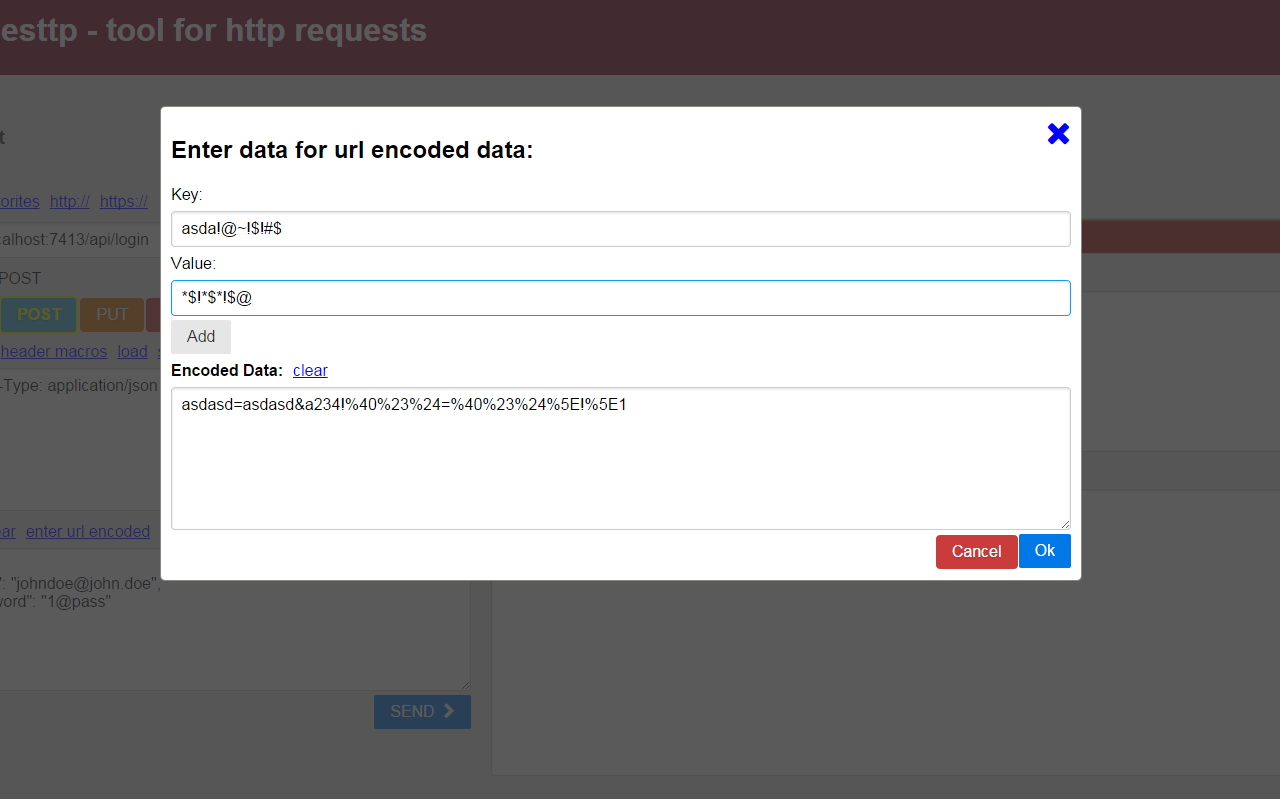 esttp - tool for http requests
t
Enter data for url encoded data:
Key:
orites http:// https://
asda!@~!$!#$
alhost:7413/api/login
Value:
POST
*$!*$*!$@
POST PUT
Add
header macros load
Encoded Data: clear
-Type: application/json
asdasd=asdasd&a234!%40%23%24=%40%23%24%5E!%5E1
ear enter url encoded
Cancel Ok
": "johndoe@john.doe",
word": "1@pass"
SEND